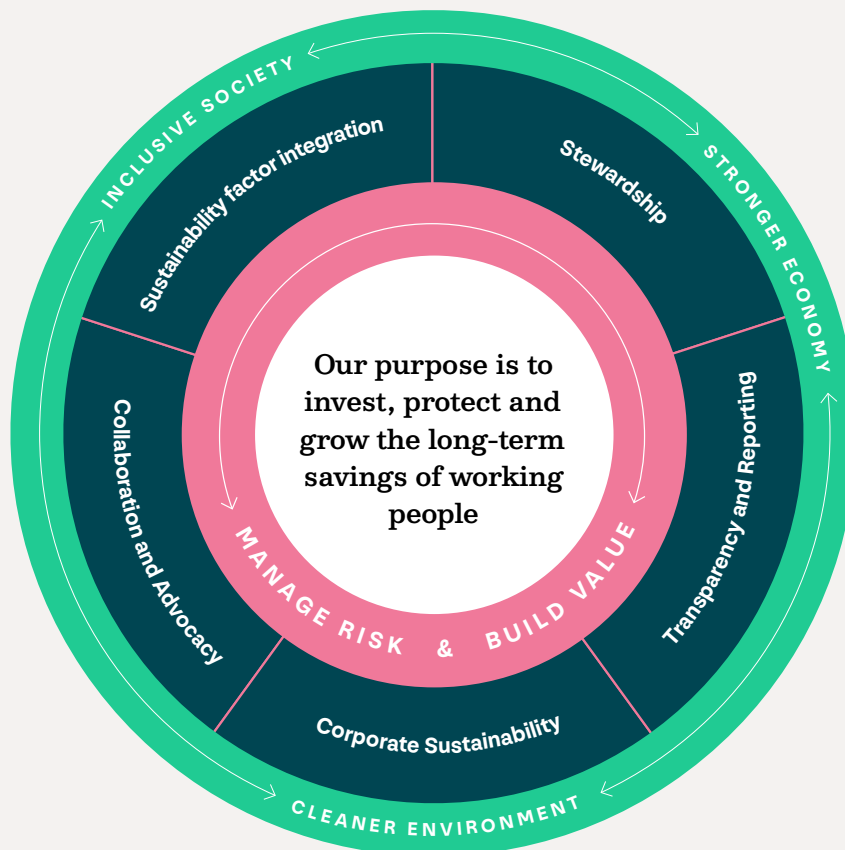 INCLUSIVE SOCIETY
STRONGER ECONOMY
CLEANER ENVIRONMENT
Sustainability factor integration
Stewardship
Transparency and Reporting
Corporate Sustainability
Collaboration and Advocacy
MANAGE RISK & BUILD VALUE
Our purpose is to
invest, protect and
grow the long-term
savings of working
people